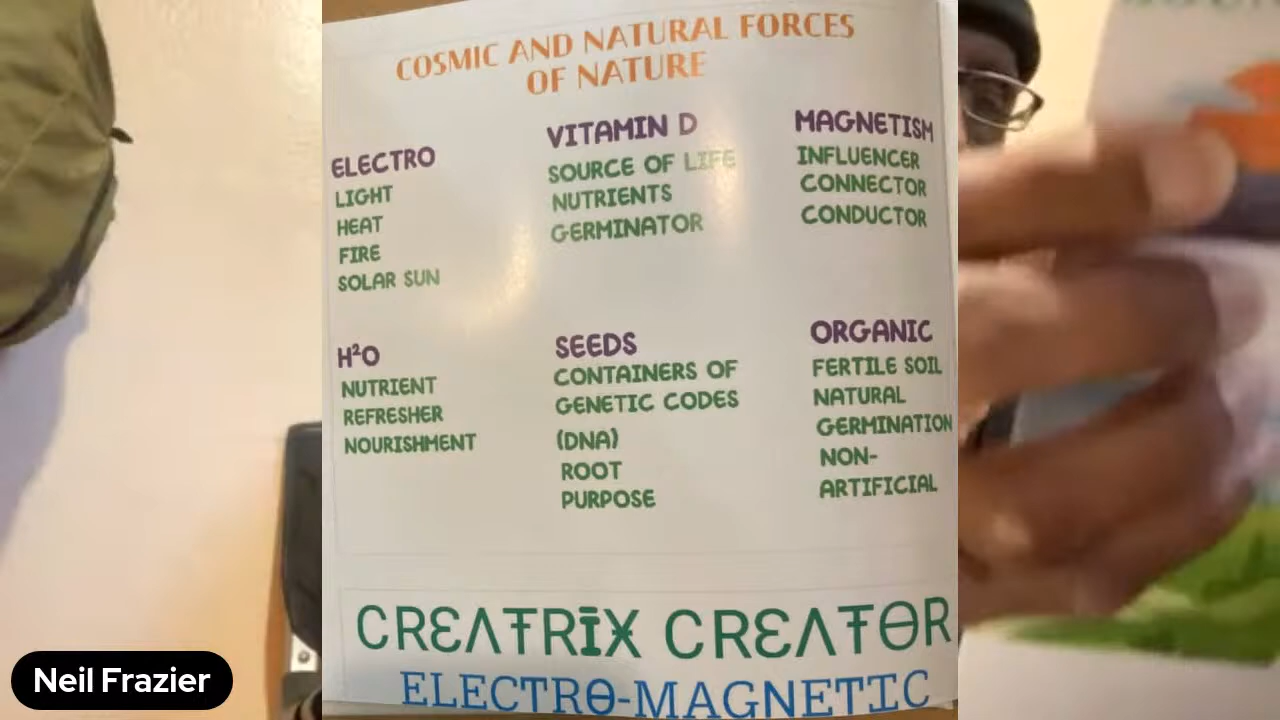 COSMIC AND NATURAL FORCES
OF NATURE
ELECTRO
LIGHT
HEAT
FIRE
SOLAR SUN
VITAMIN D
SOURCE OF LIFE
NUTRIENTS
GERMINATOR
MAGNETISM
INFLUENCER
CONNECTOR
CONDUCTOR
H²O
NUTRIENT
REFRESHER
NOURISHMENT
SEEDS
CONTAINERS OF
GENETIC CODES
(DNA)
ROOT
PURPOSE
ORGANIC
FERTILE SOIL
NATURAL
GERMINATION
NON-
ARTIFICIAL
CREATRIX CREATOR
ELECTRO-MAGNETIC
Neil Frazier